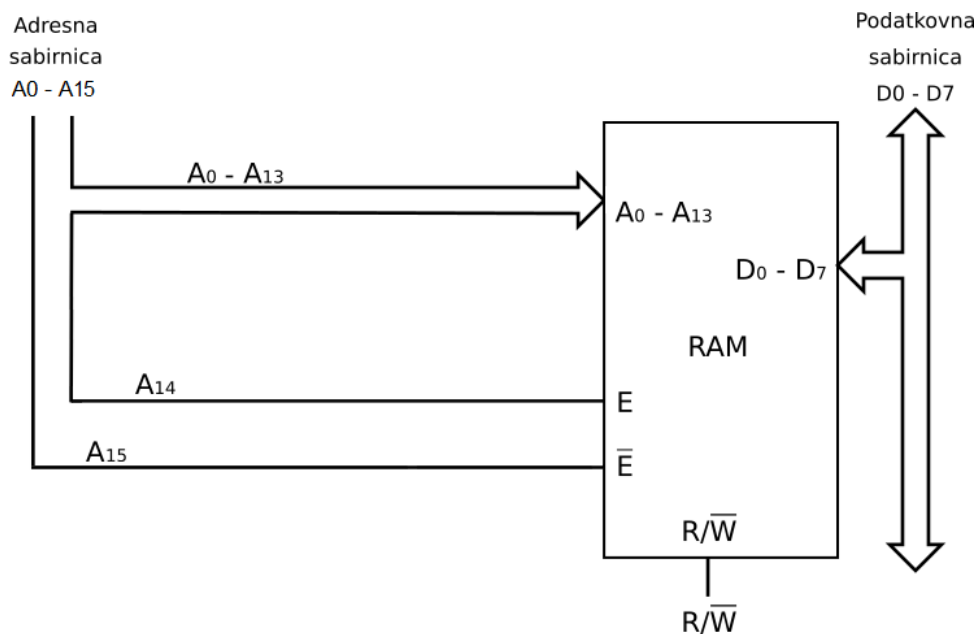 Adresna
sabirnica
A0 - A15
Podatkovna
sabirnica
D0 - D7
A₀ - A₁₃
A₀ - A₁₃
D₀ - D₇
RAM
A₁₄
E
A₁₅
E̅
R/W̅
R/W̅